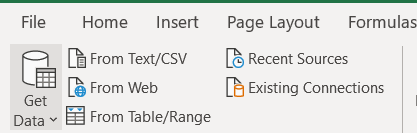 File Home Insert Page Layout Formulas
From Text/CSV Recent Sources
From Web Existing Connections
Get
Data
From Table/Range